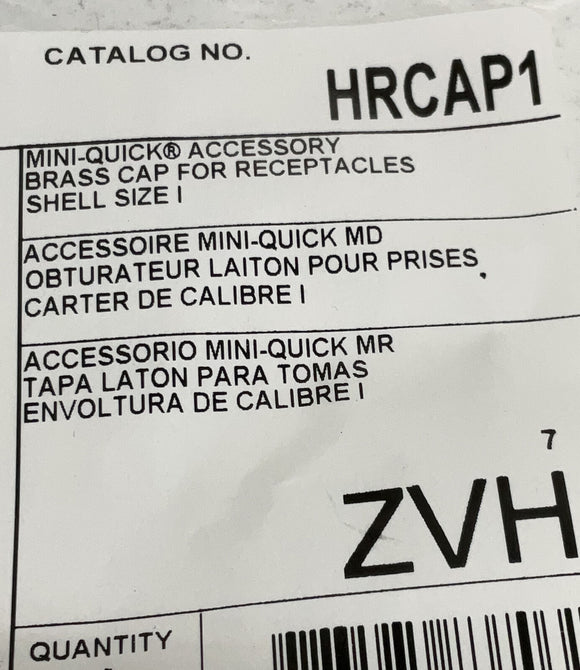 CATALOG NO.
HRCAP1
MINI-QUICK® ACCESSORY
BRASS CAP FOR RECEPTACLES
SHELL SIZE I
ACCESSOIRE MINI-QUICK MD
OBTURATEUR LAITON POUR PRISES
CARTER DE CALIBRE I
ACCESSORIO MINI-QUICK MR
TAPA LATON PARA TOMAS
ENVOLTURA DE CALIBRE I
7
ZVH
QUANTITY